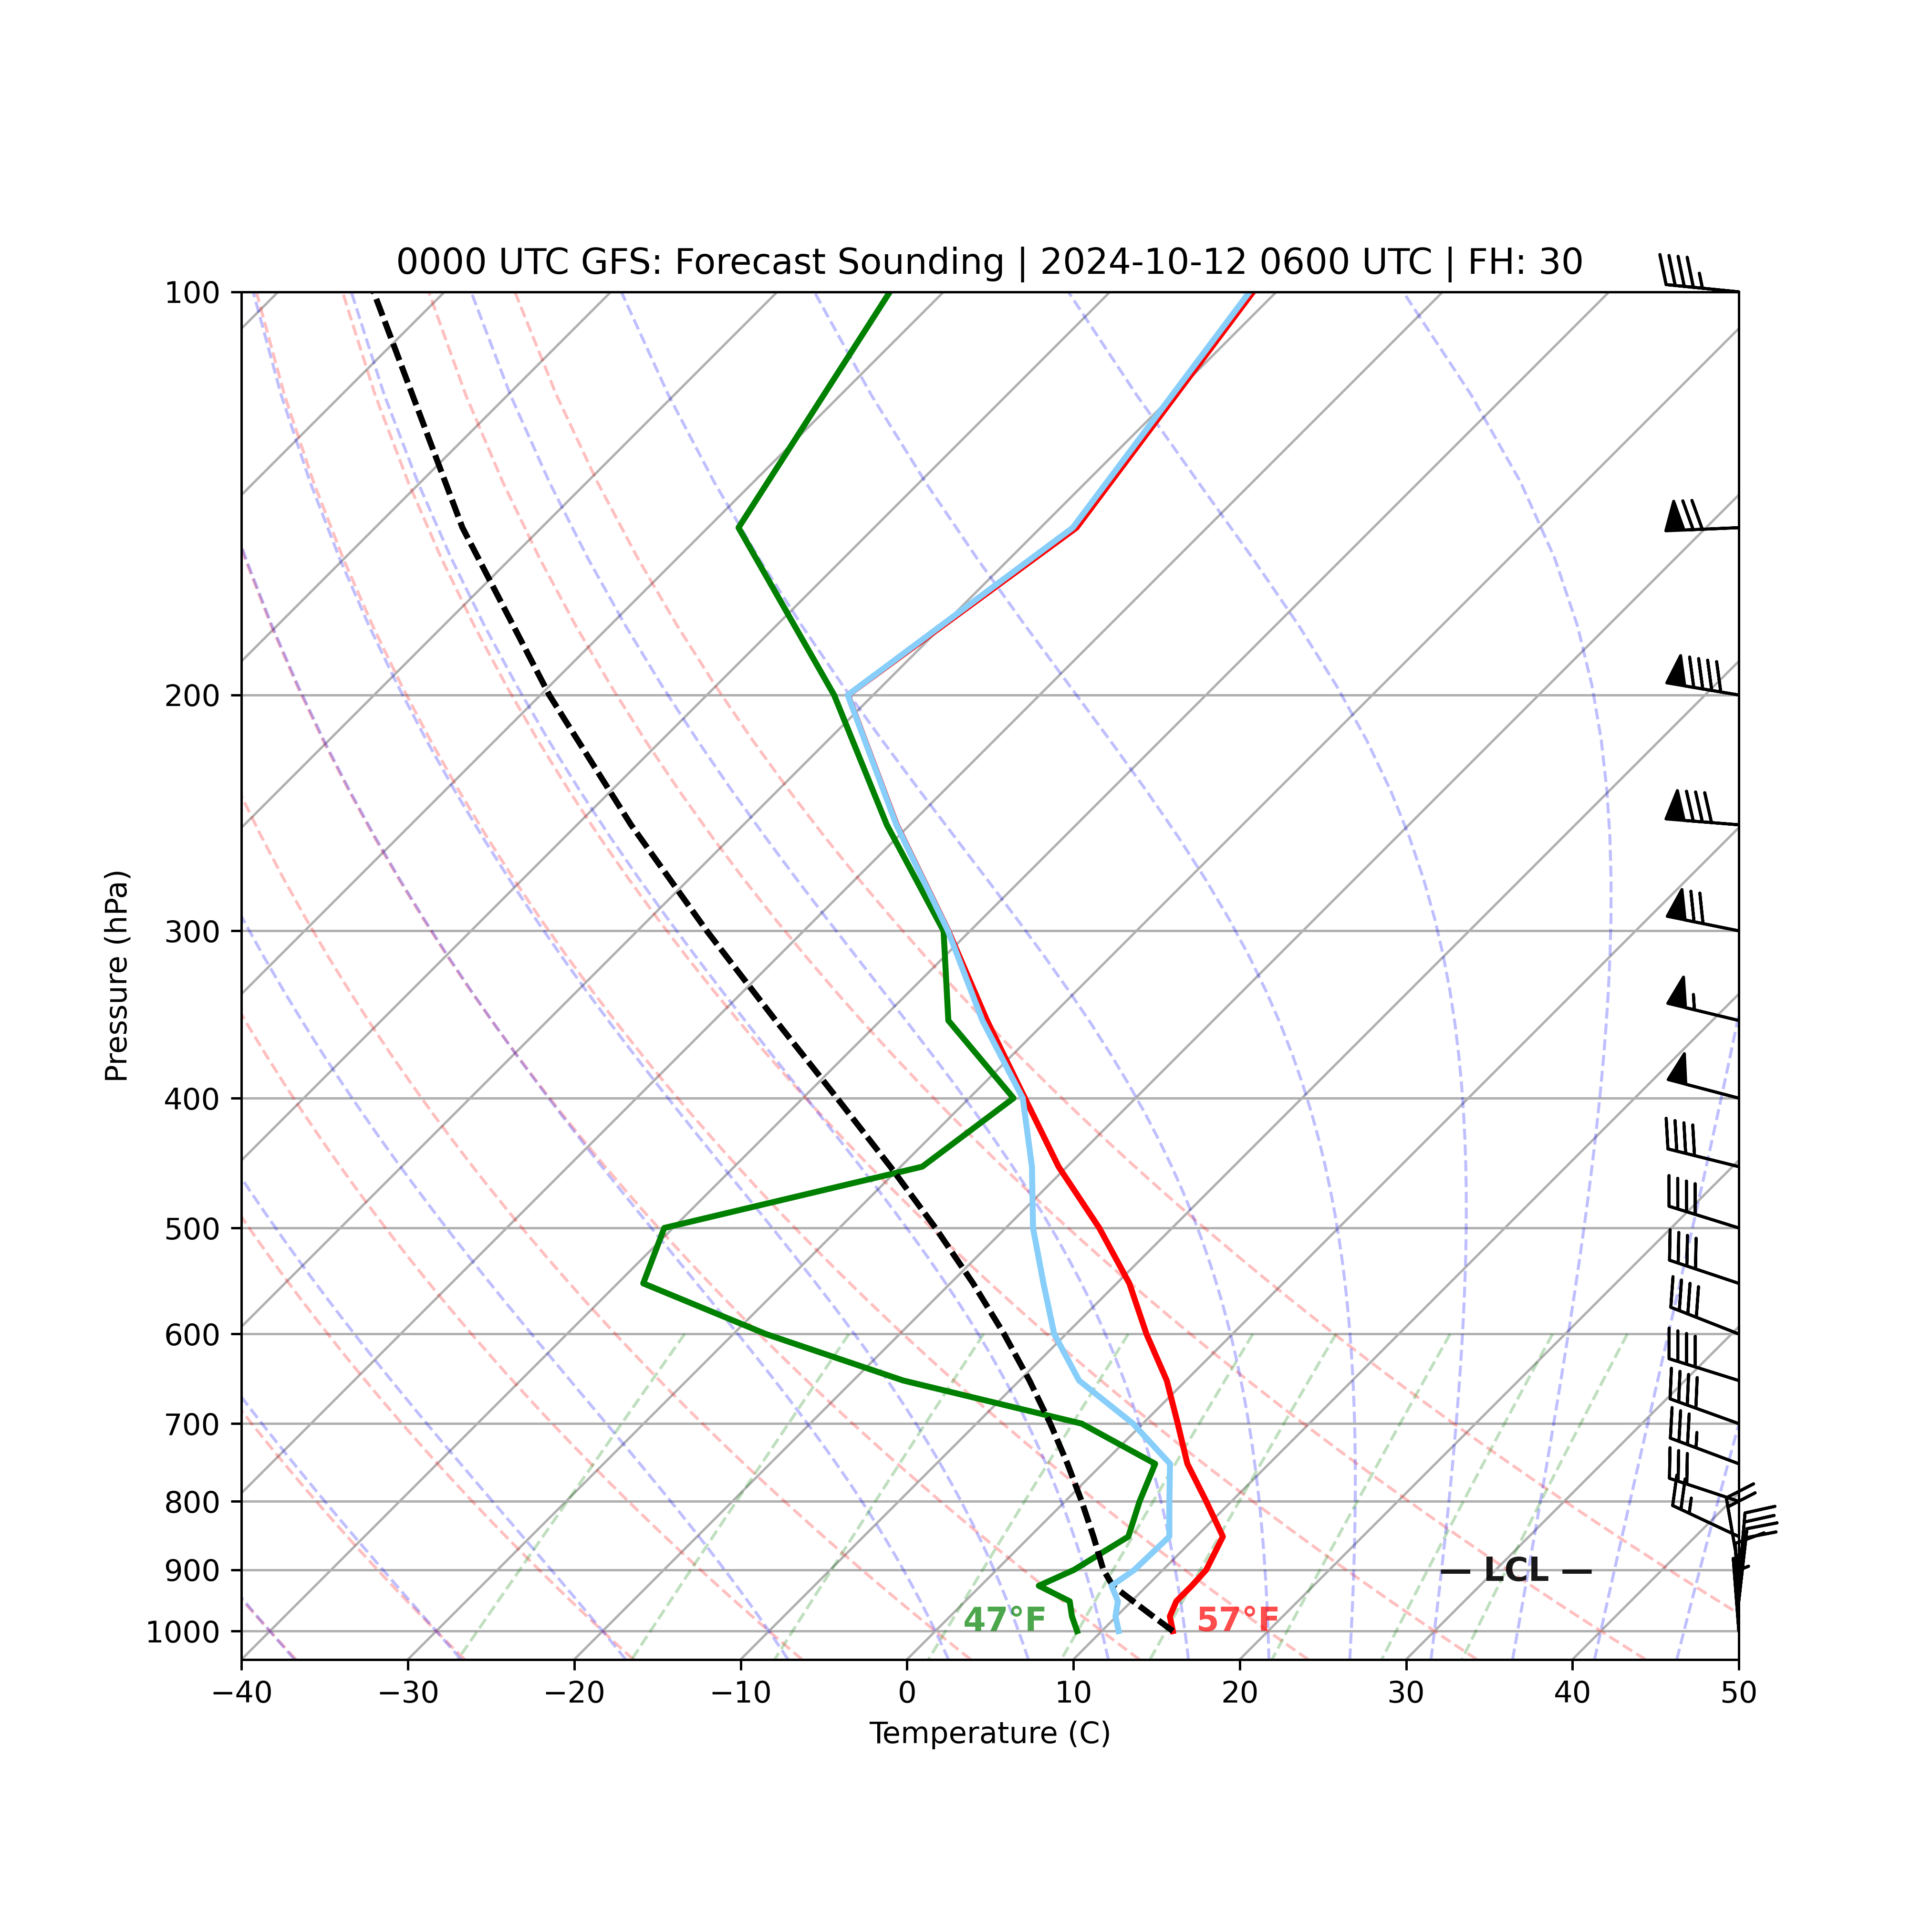 0000 UTC GFS: Forecast Sounding | 2024-10-12 0600 UTC | FH: 30
100
200
300
400
500
600
700
800
900
1000
Pressure (hPa)
— LCL —
47°F
57°F
−40 −30 −20 −10 0 10 20 30 40 50
Temperature (C)